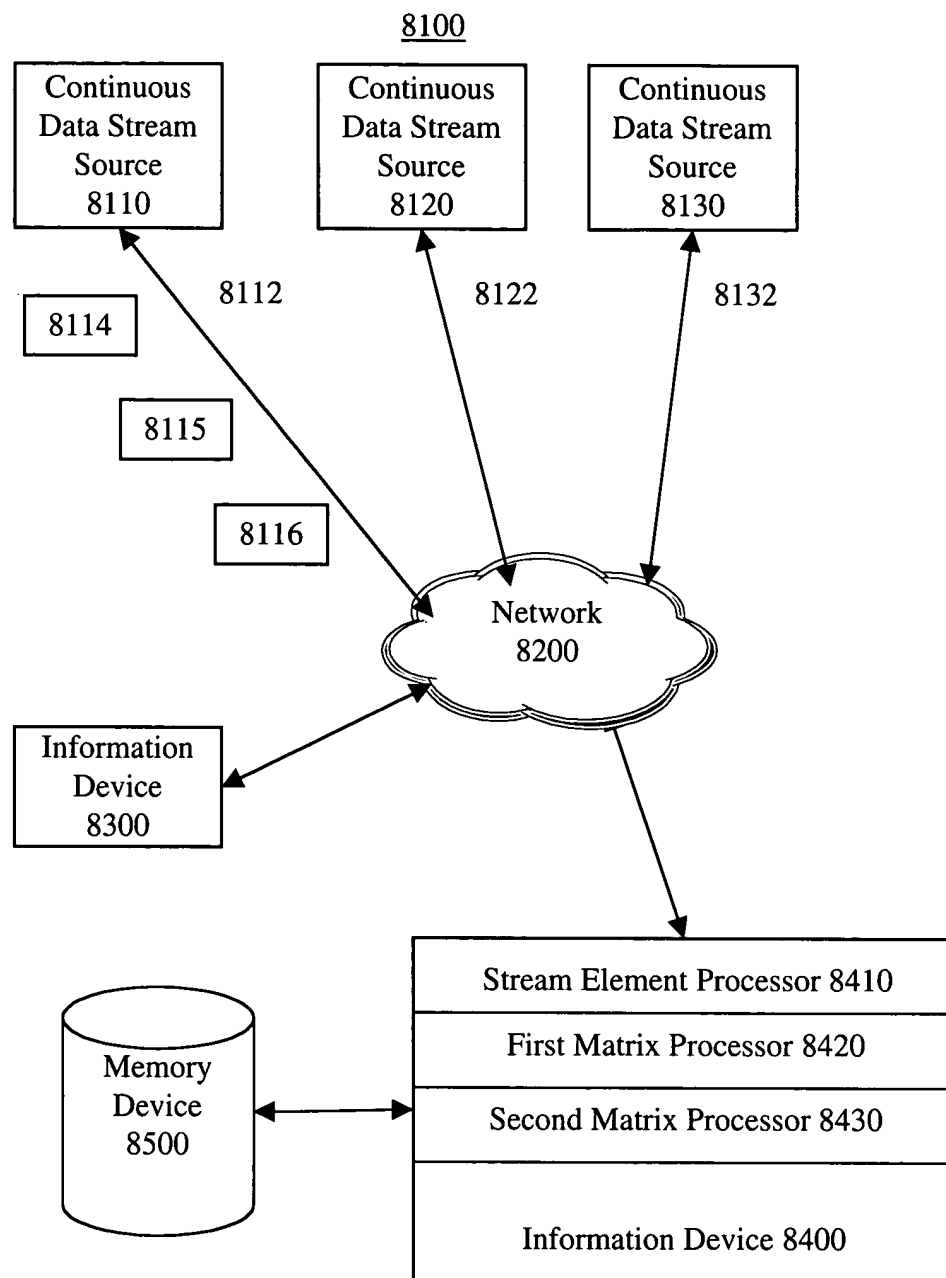 8100
Continuous
Data Stream
Source
8110
Continuous
Data Stream
Source
8120
Continuous
Data Stream
Source
8130
8112
8122
8132
8114
8115
8116
Network
8200
Information
Device
8300
Stream Element Processor 8410
First Matrix Processor 8420
Second Matrix Processor 8430
Information Device 8400
Memory
Device
8500